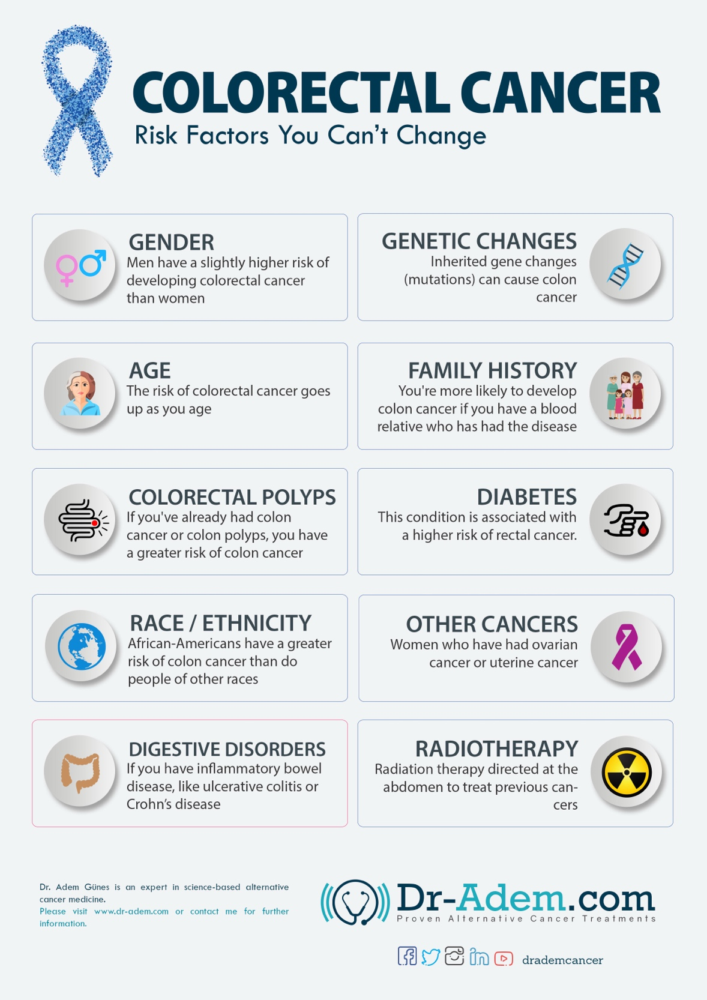 COLORECTAL CANCER
Risk Factors You Can't Change
GENDER
Men have a slightly higher risk of
developing colorectal cancer
than women
GENETIC CHANGES
Inherited gene changes
(mutations) can cause colon
cancer
AGE
The risk of colorectal cancer goes
up as you age
FAMILY HISTORY
You're more likely to develop
colon cancer if you have a blood
relative who has had the disease
COLORECTAL POLYPS
If you've already had colon
cancer or colon polyps, you have
a greater risk of colon cancer
DIABETES
This condition is associated with
a higher risk of rectal cancer.
RACE / ETHNICITY
African-Americans have a greater
risk of colon cancer than do
people of other races
OTHER CANCERS
Women who have had ovarian
cancer or uterine cancer
DIGESTIVE DISORDERS
If you have inflammatory bowel
disease, like ulcerative colitis or
Crohn’s disease
RADIOTHERAPY
Radiation therapy directed at the
abdomen to treat previous can-
cers
Dr. Adem Günes is an expert in science-based alternative
cancer medicine.
Please visit www.dr-adem.com or contact me for further
information.
Dr-Adem.com
Proven Alternative Cancer Treatments
drademcancer